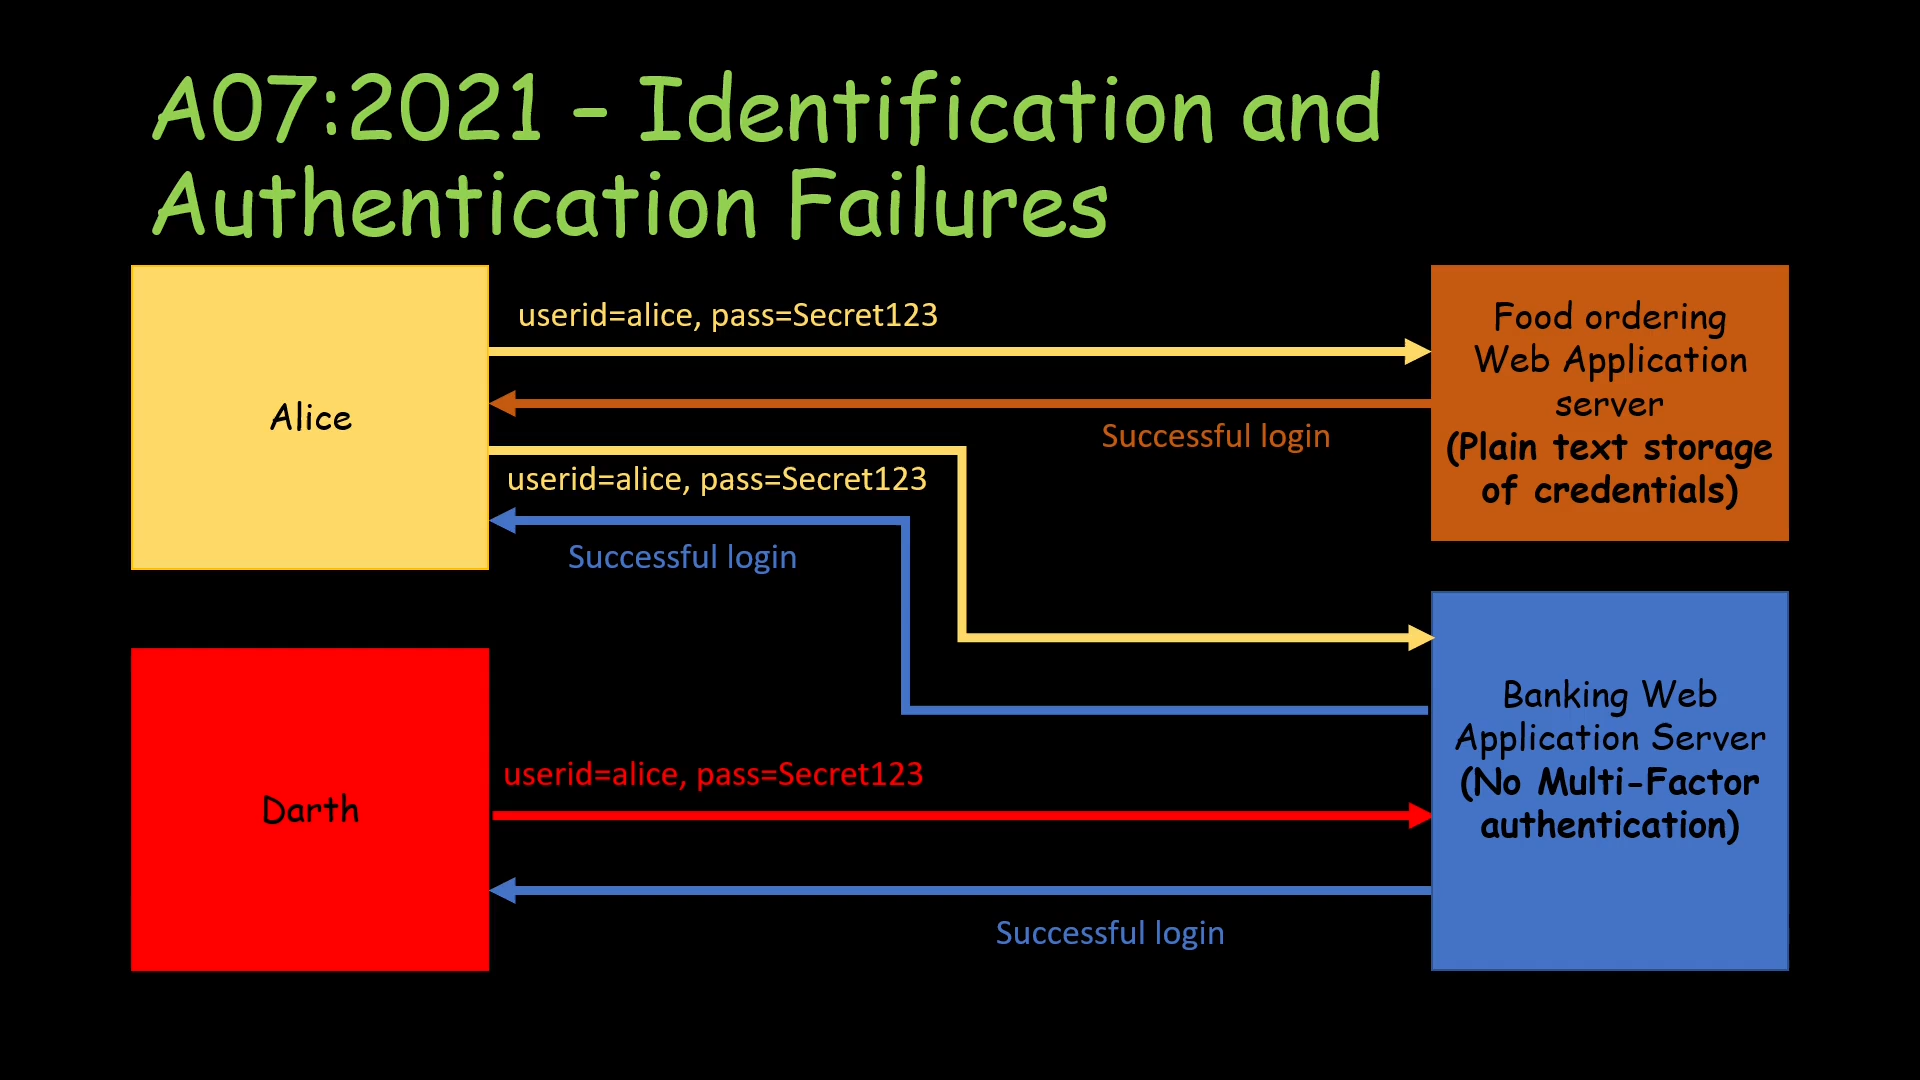 A07:2021 – Identification and
Authentication Failures
userid=alice, pass=Secret123
Food ordering
Web Application
server
(Plain text storage
of credentials)
Alice
Successful login
userid=alice, pass=Secret123
Successful login
Banking Web
Application Server
(No Multi-Factor
authentication)
userid=alice, pass=Secret123
Darth
Successful login